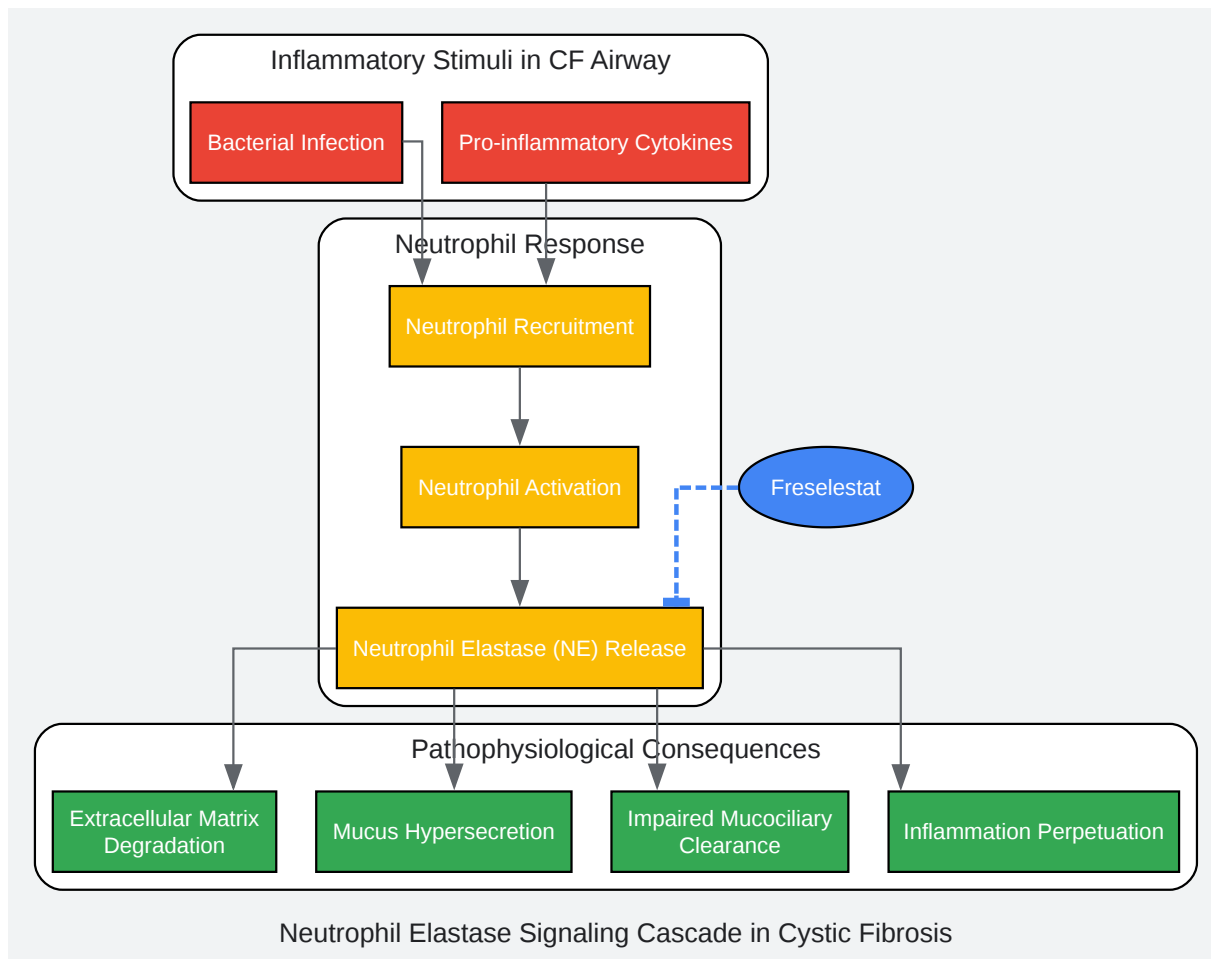 Inflammatory Stimuli in CF Airway
Bacterial Infection
Pro-inflammatory Cytokines
Neutrophil Response
Neutrophil Recruitment
Neutrophil Activation
Freselestat
Neutrophil Elastase (NE) Release
Pathophysiological Consequences
Extracellular Matrix
Degradation
Mucus Hypersecretion
Impaired Mucociliary
Clearance
Inflammation Perpetuation
Neutrophil Elastase Signaling Cascade in Cystic Fibrosis